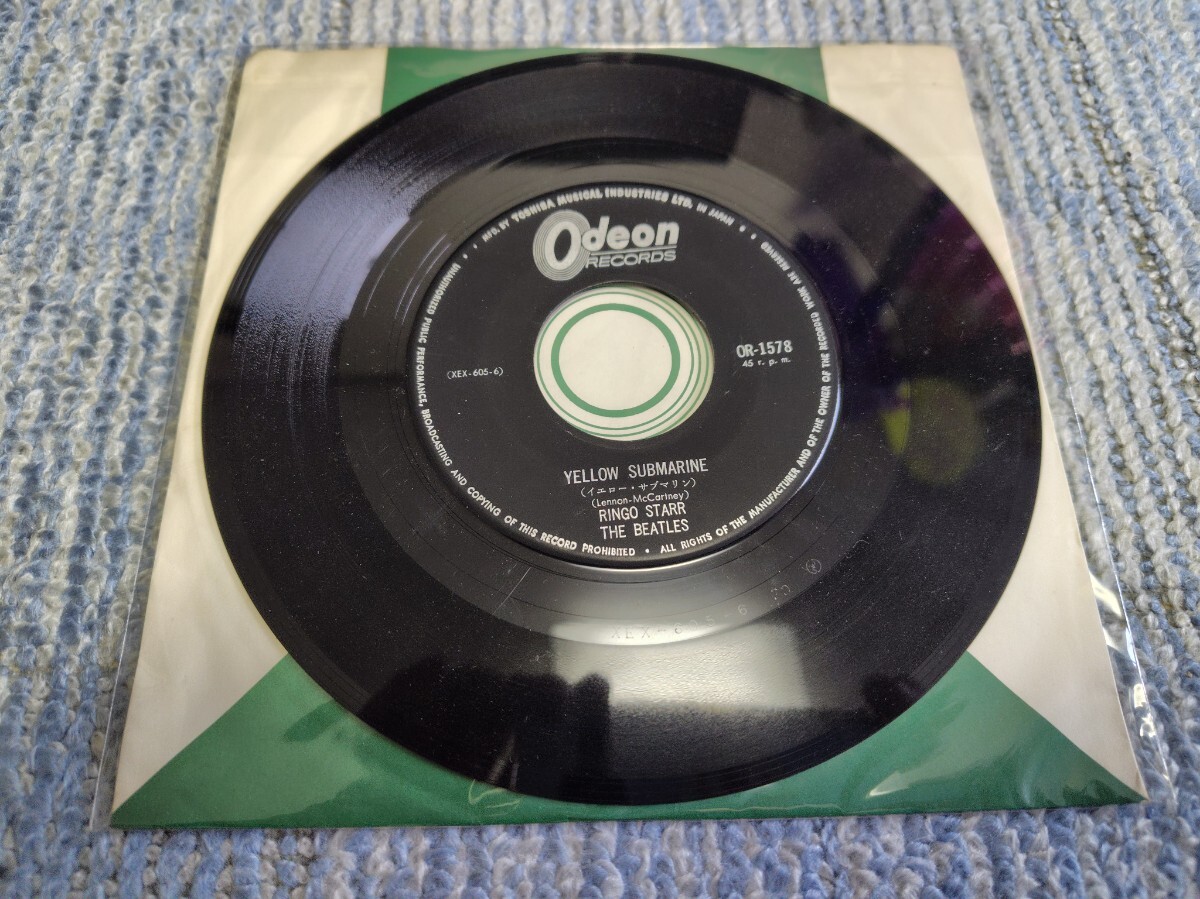 MFD. BY TOSHIBA MUSICAL INDUSTRIES LTD. IN JAPAN •
Odeon
RECORDS
(XEX-605-6)
OR-1578
45 r. p. m.
YELLOW SUBMARINE
(イエロー・サブマリン)
(Lennon-McCartney)
RINGO STARR
THE BEATLES
• UNAUTHORIZED PUBLIC PERFORMANCE, BROADCASTING AND COPYING OF THIS RECORD PROHIBITED • ALL RIGHTS OF THE MANUFACTURER AND OF THE OWNER OF THE RECORDED WORK AM RESERVED •